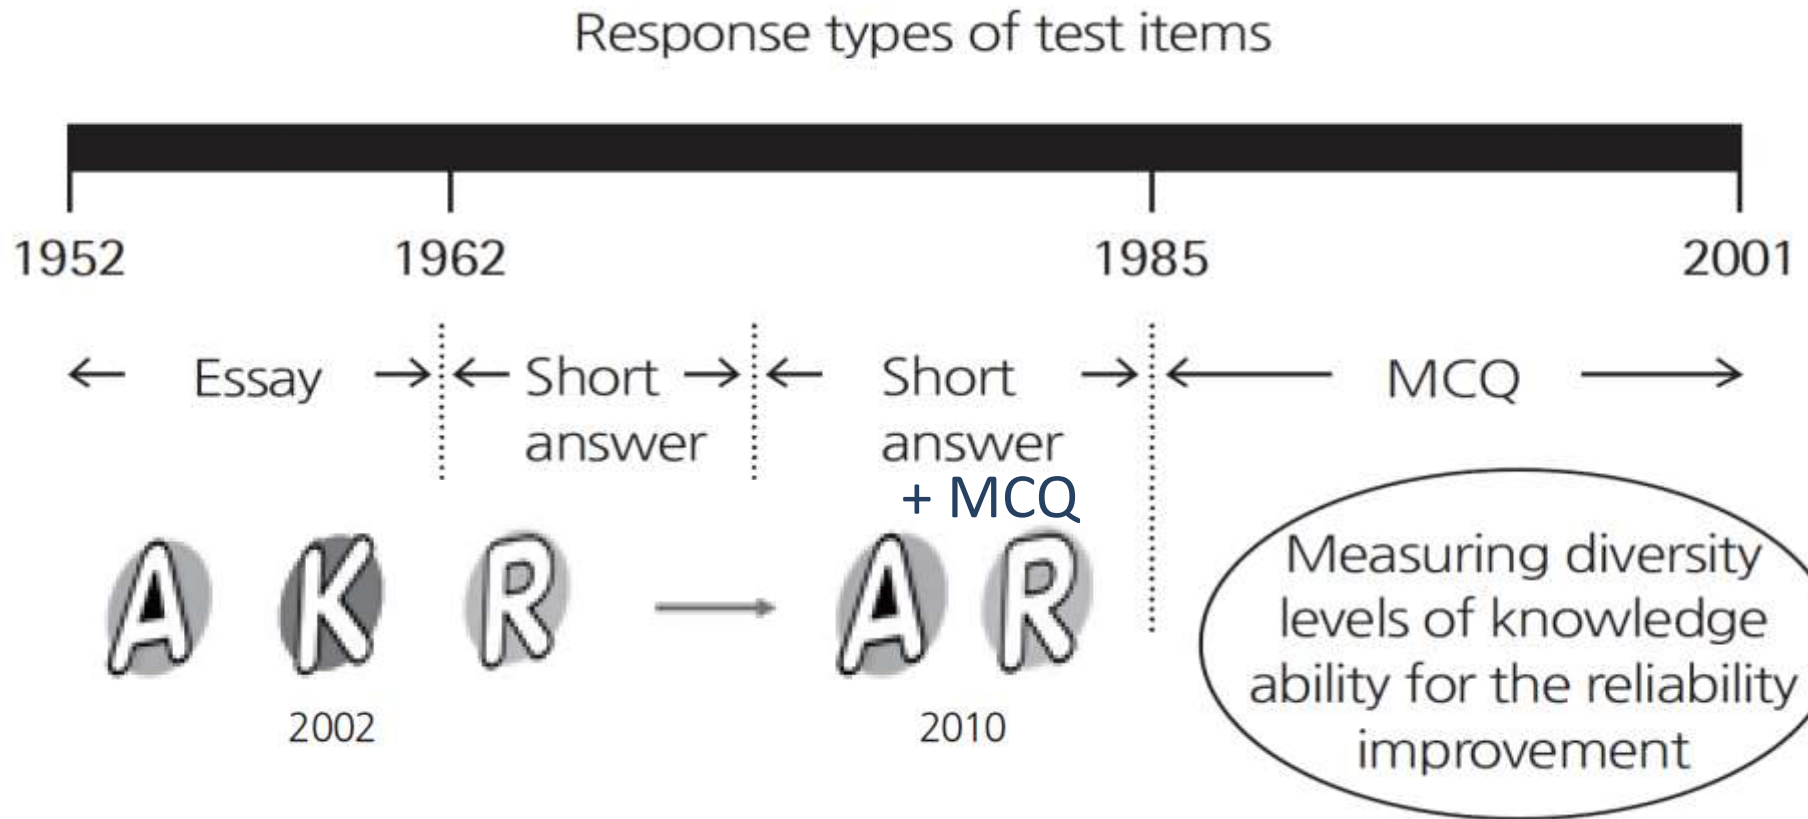 Response types of test items
1952 1962 1985 2001
Essay Short answer Short answer + MCQ MCQ
A K R A R
2002 2010
Measuring diversity
levels of knowledge
ability for the reliability
improvement